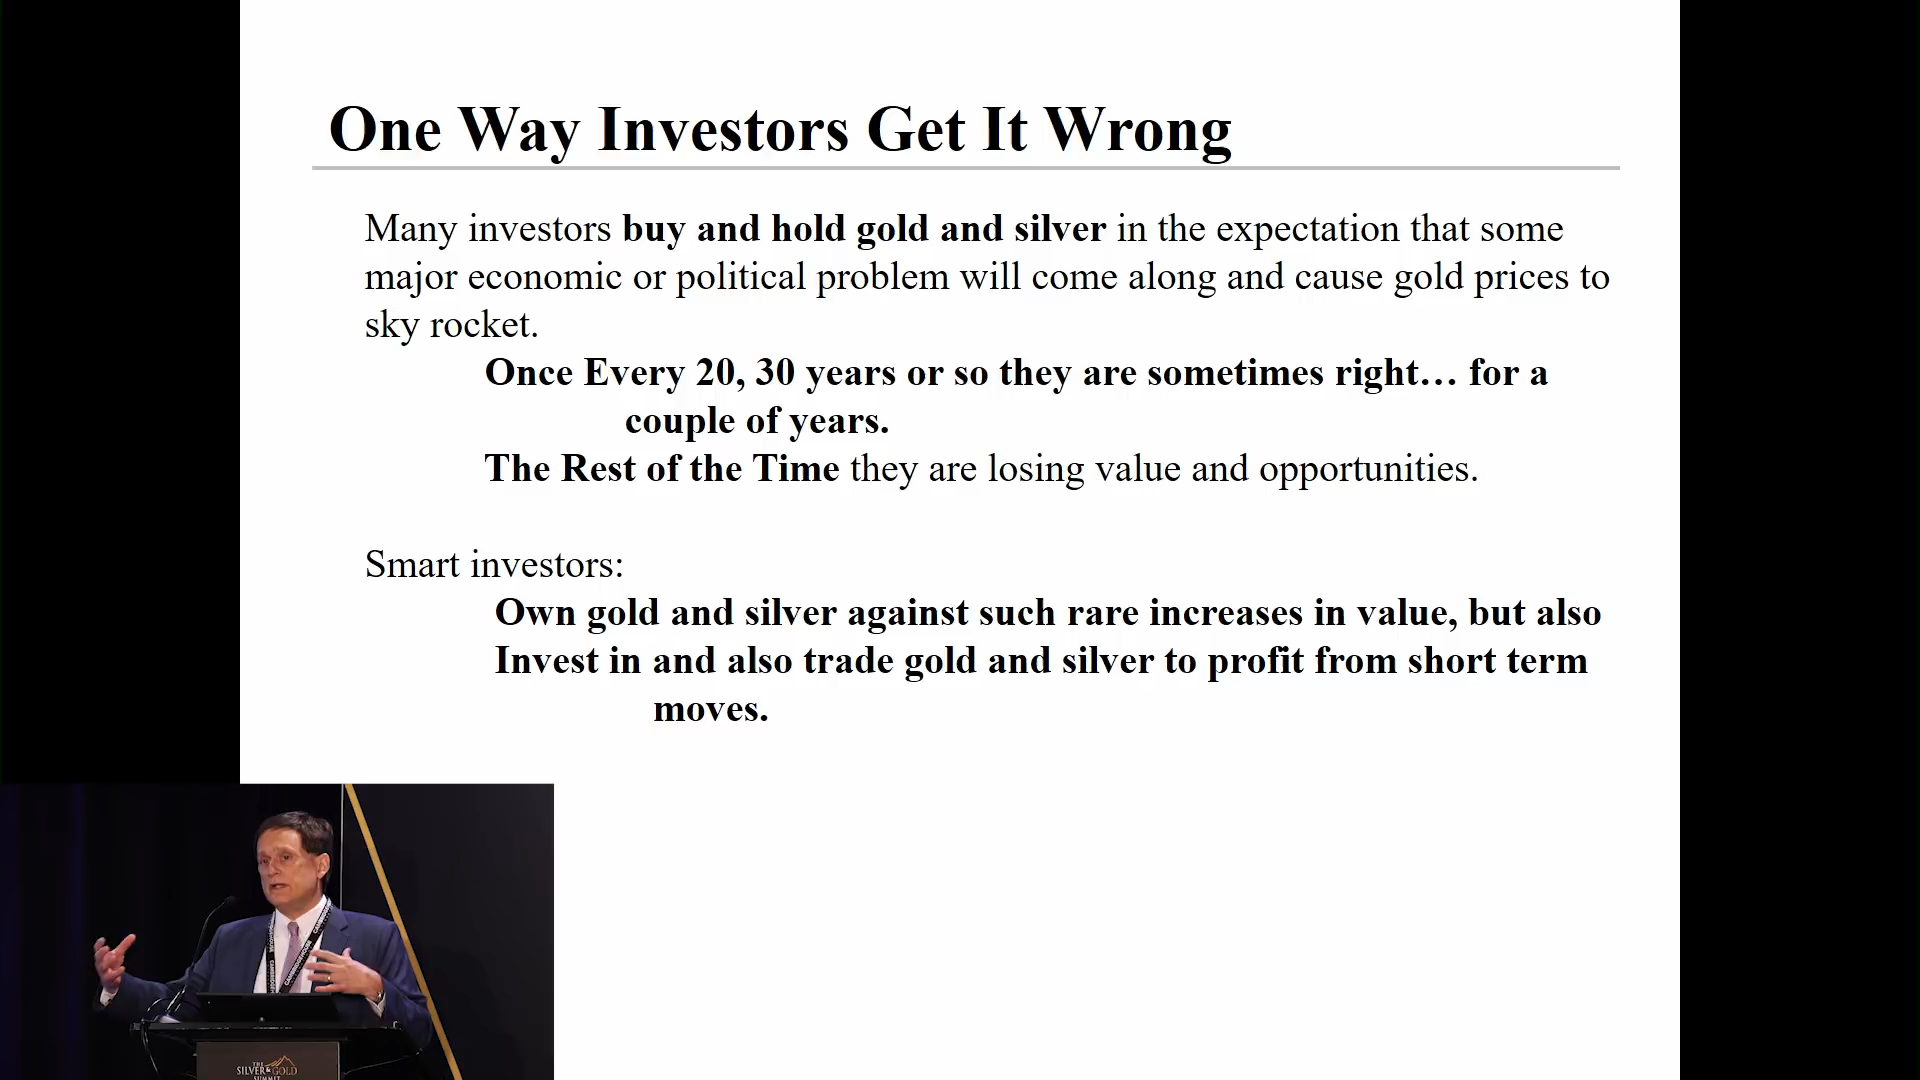 One Way Investors Get It Wrong
Many investors buy and hold gold and silver in the expectation that some
major economic or political problem will come along and cause gold prices to
sky rocket.
Once Every 20, 30 years or so they are sometimes right… for a
couple of years.
The Rest of the Time they are losing value and opportunities.
Smart investors:
Own gold and silver against such rare increases in value, but also
Invest in and also trade gold and silver to profit from short term
moves.
THE
SILVER & GOLD
SUMMIT